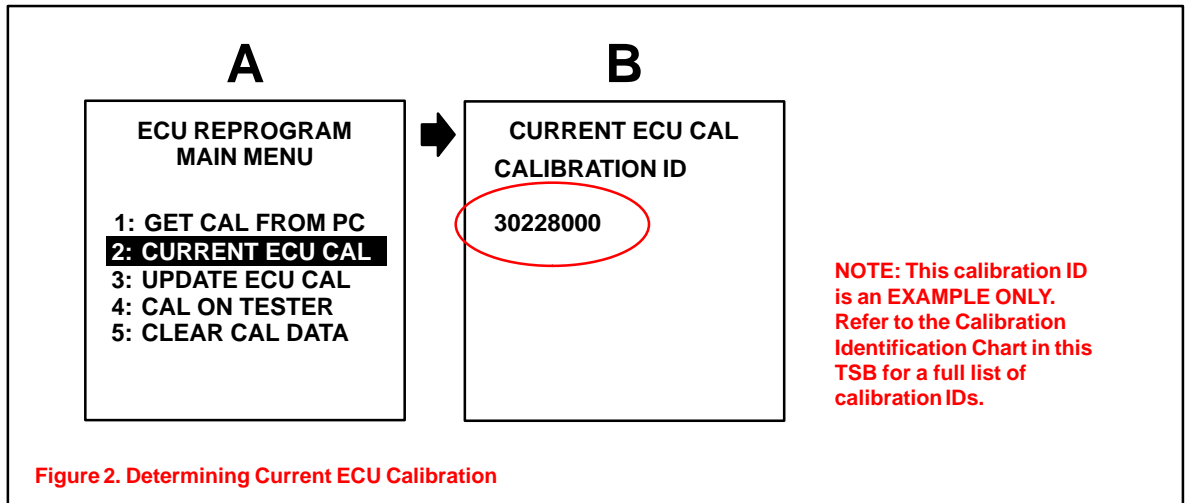 A
ECU REPROGRAM
MAIN MENU
1: GET CAL FROM PC
2: CURRENT ECU CAL
3: UPDATE ECU CAL
4: CAL ON TESTER
5: CLEAR CAL DATA
B
CURRENT ECU CAL
CALIBRATION ID
30228000
NOTE: This calibration ID
is an EXAMPLE ONLY.
Refer to the Calibration
Identification Chart in this
TSB for a full list of
calibration IDs.
Figure 2. Determining Current ECU Calibration